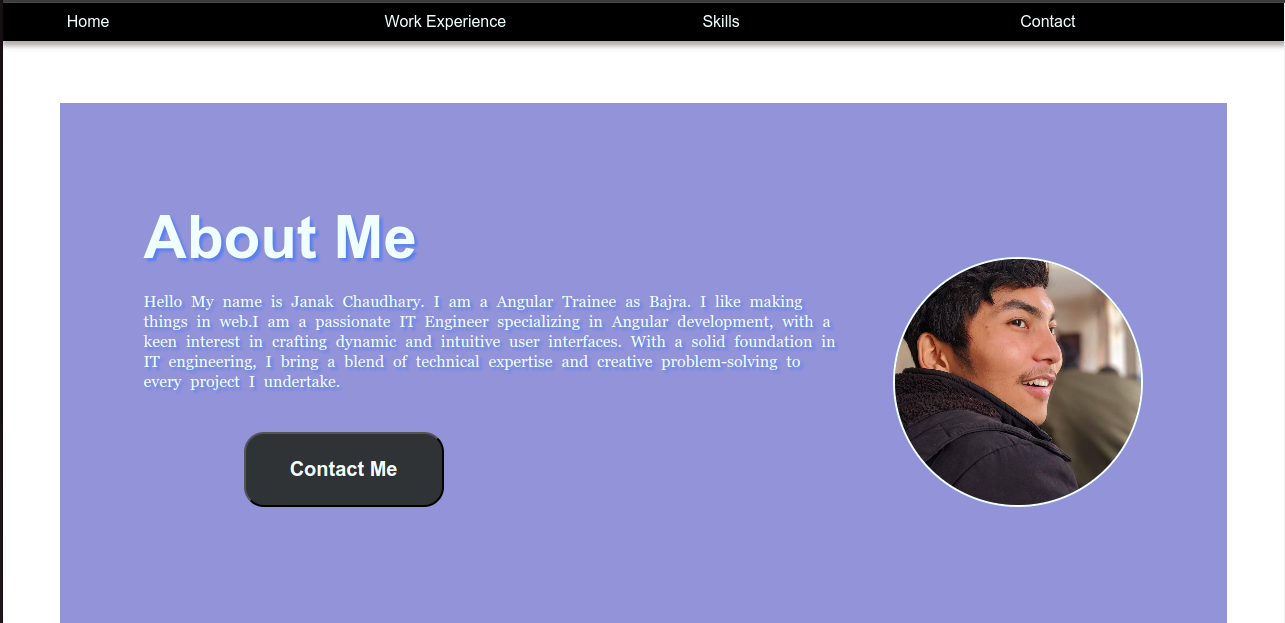 Home Work Experience Skills Contact
About Me
Hello My name is Janak Chaudhary. I am a Angular Trainee as Bajra. I like making
things in web.I am a passionate IT Engineer specializing in Angular development, with a
keen interest in crafting dynamic and intuitive user interfaces. With a solid foundation in
IT engineering, I bring a blend of technical expertise and creative problem-solving to
every project I undertake.
Contact Me